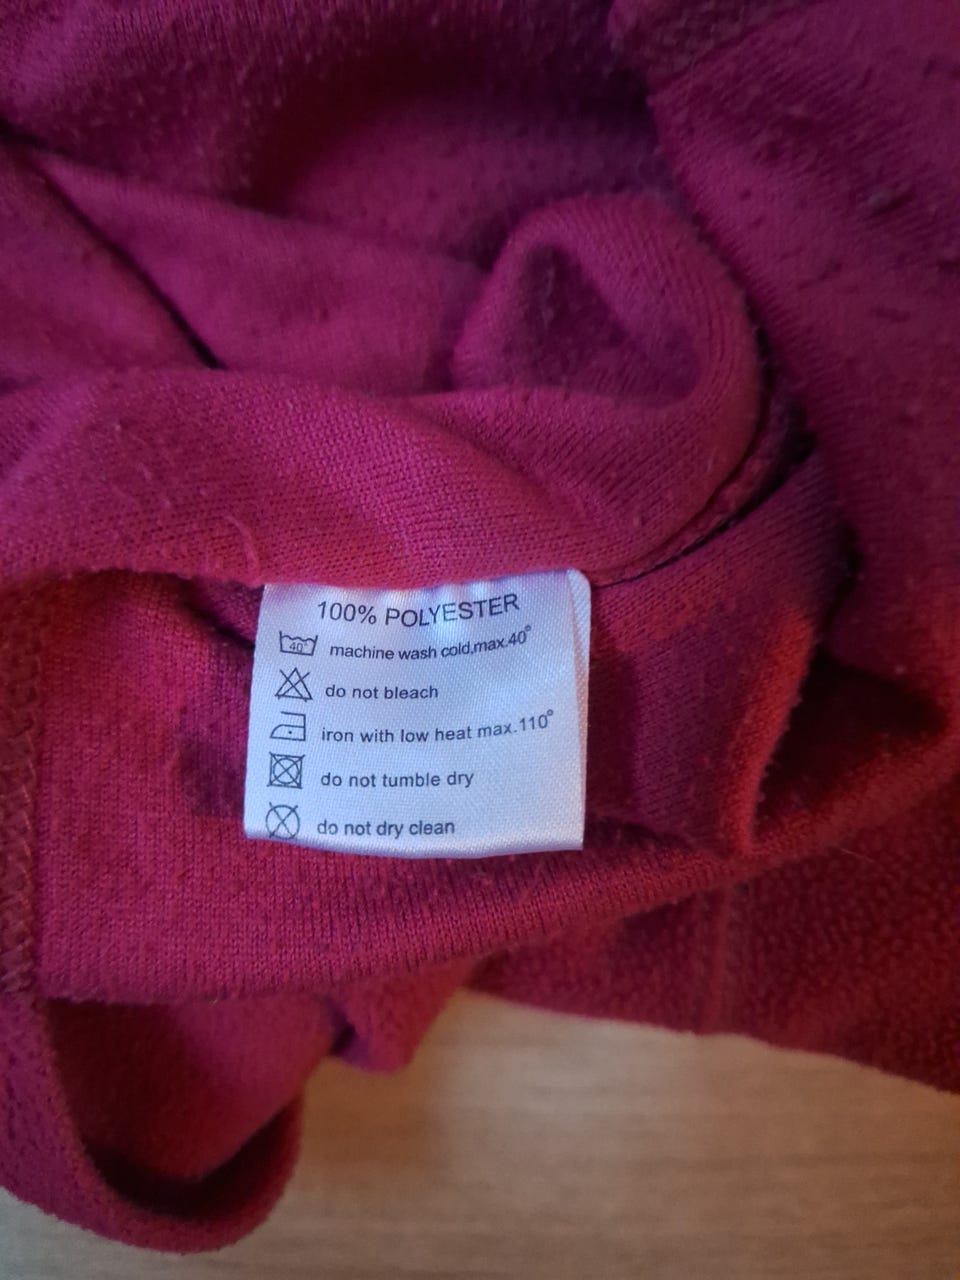 100% POLYESTER
40° machine wash cold,max.40°
do not bleach
iron with low heat max.110°
do not tumble dry
do not dry clean